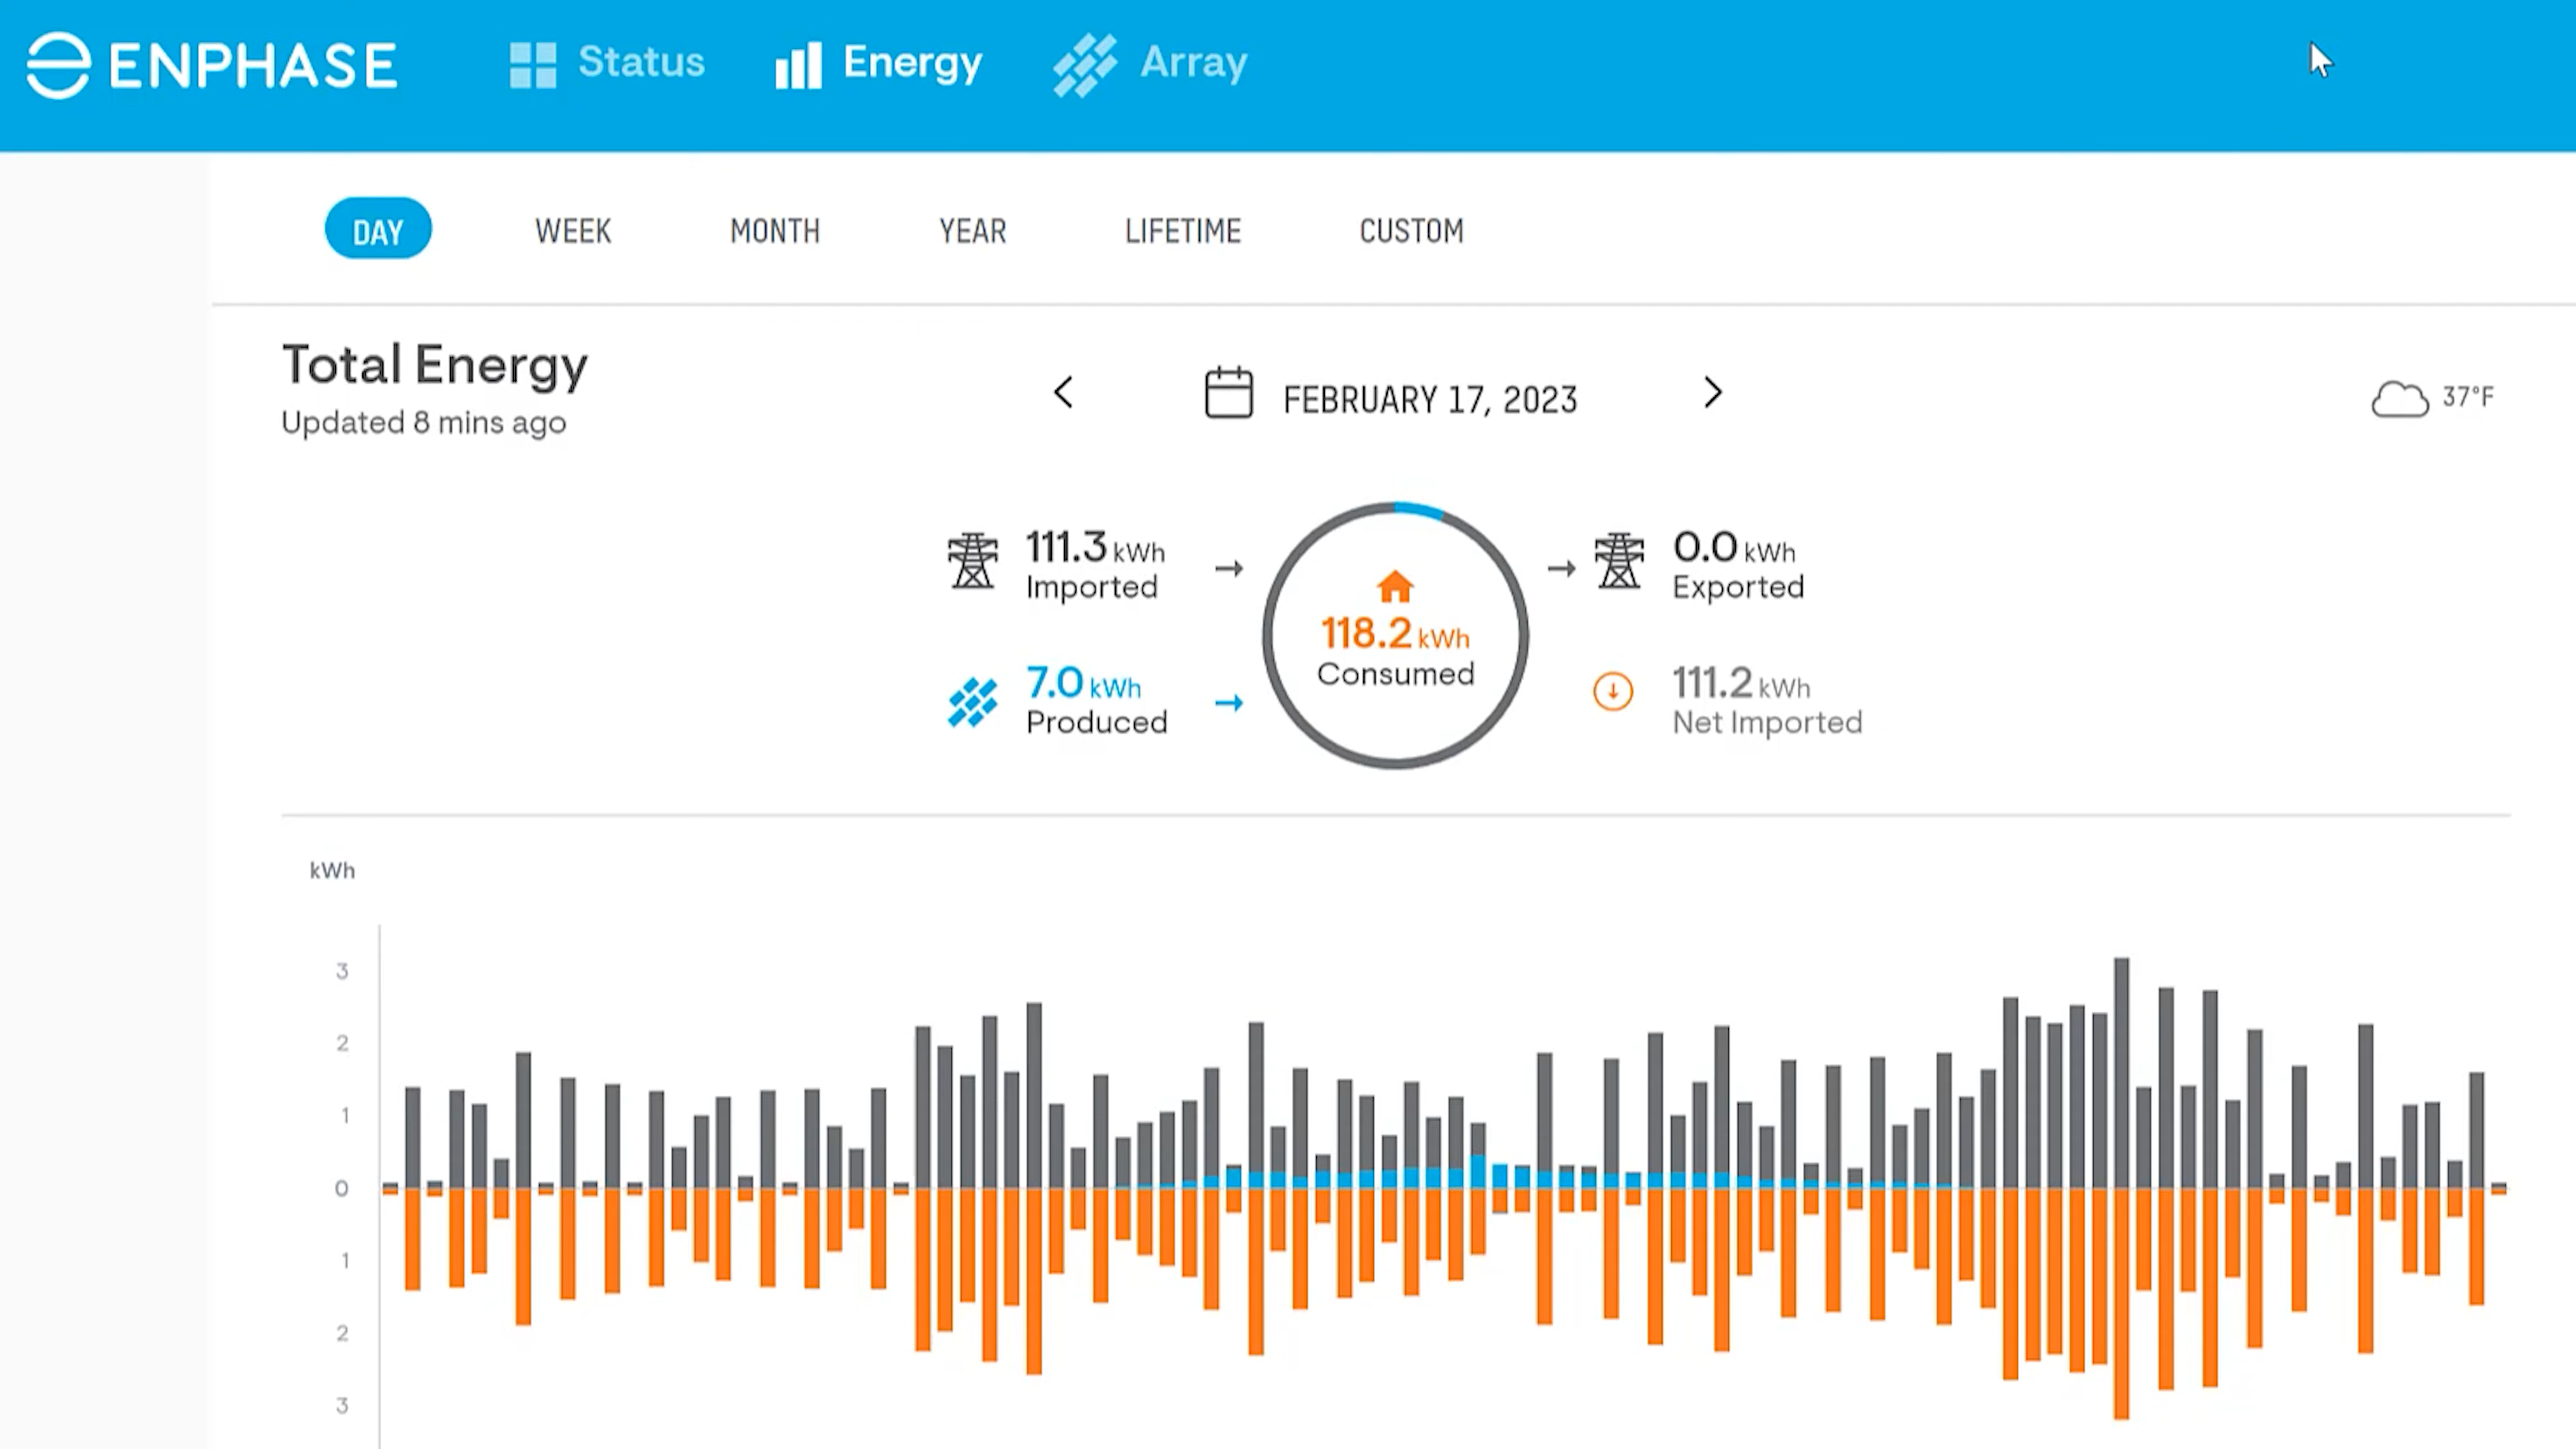 ENPHASE Status Energy Array
DAY WEEK MONTH YEAR LIFETIME CUSTOM
Total Energy
Updated 8 mins ago
FEBRUARY 17, 2023
37°F
111.3 kWh
Imported
7.0 kWh
Produced
118.2 kWh
Consumed
0.0 kWh
Exported
111.2 kWh
Net Imported
kWh
3
2
1
0
1
2
3